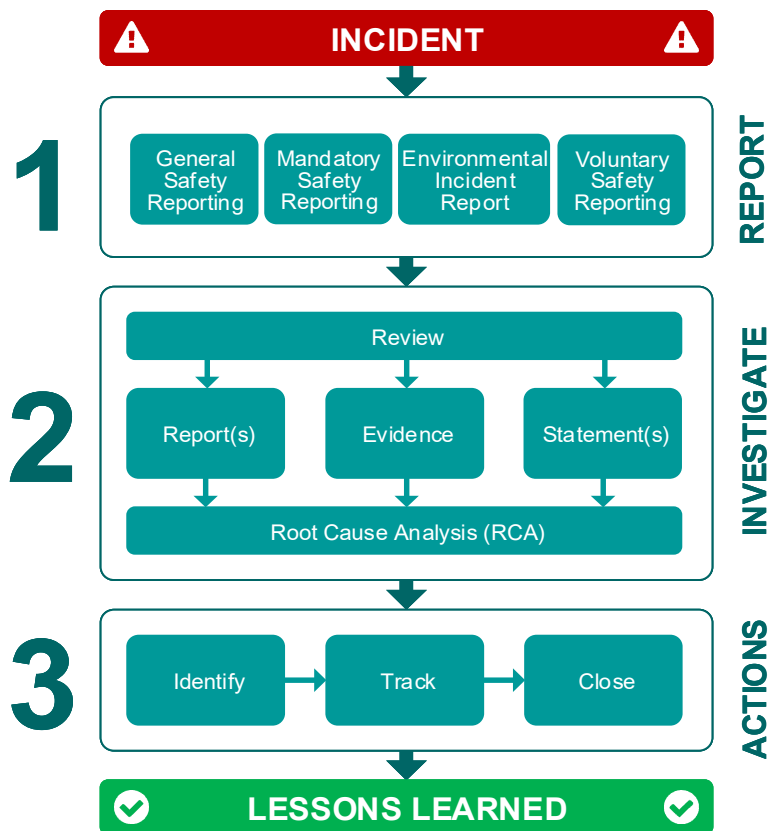 INCIDENT
1
General
Safety
Reporting
Mandatory
Safety
Reporting
Environmental
Incident
Report
Voluntary
Safety
Reporting
REPORT
2
Review
Report(s)
Evidence
Statement(s)
Root Cause Analysis (RCA)
INVESTIGATE
3
Identify
Track
Close
ACTIONS
LESSONS LEARNED